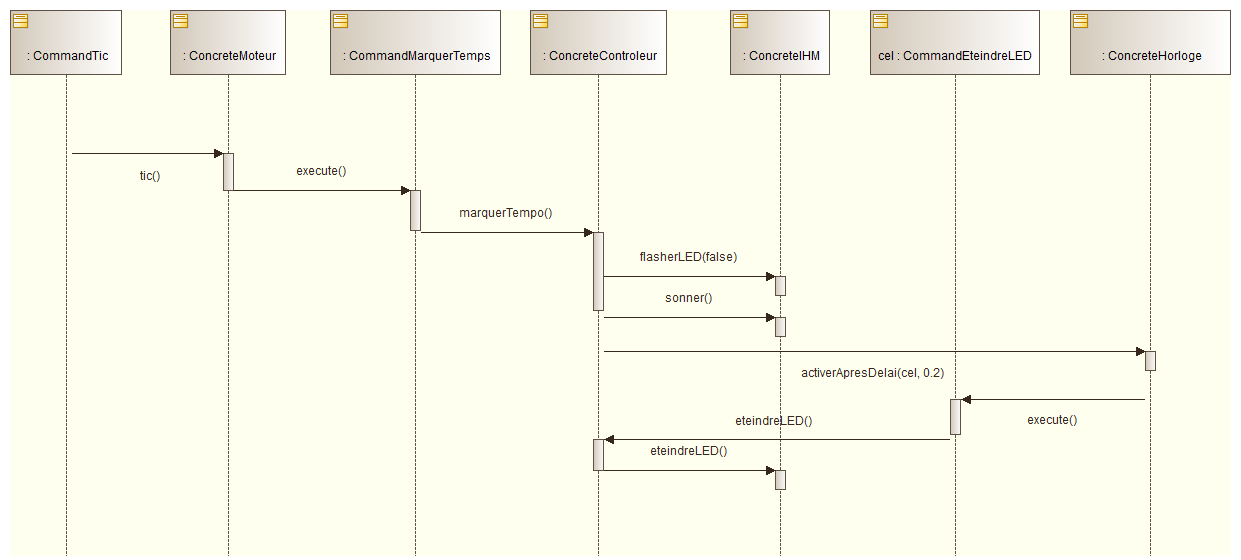 : CommandTic
: ConcreteMoteur
: CommandMarquerTemps
: ConcreteControleur
: ConcreteIHM
cel : CommandEteindreLED
: ConcreteHorloge
tic()
execute()
marquerTempo()
flasherLED(false)
sonner()
activerApresDelai(cel, 0.2)
execute()
eteindreLED()
eteindreLED()